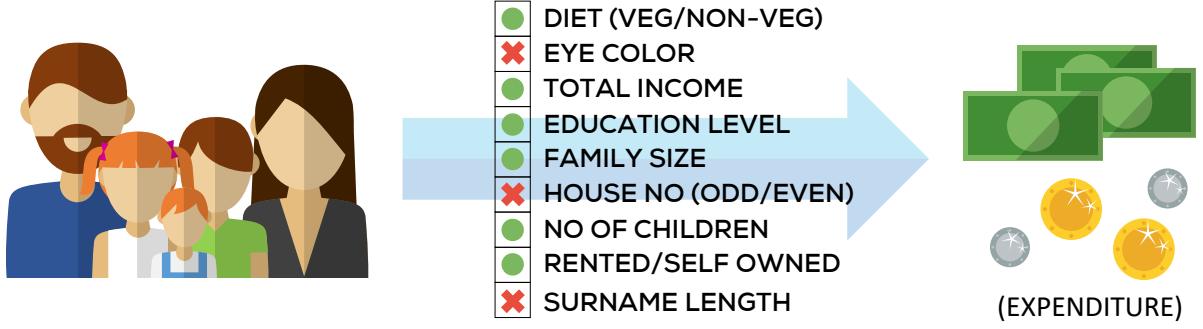 DIET (VEG/NON-VEG)
EYE COLOR
TOTAL INCOME
EDUCATION LEVEL
FAMILY SIZE
HOUSE NO (ODD/EVEN)
NO OF CHILDREN
RENTED/SELF OWNED
SURNAME LENGTH
(EXPENDITURE)